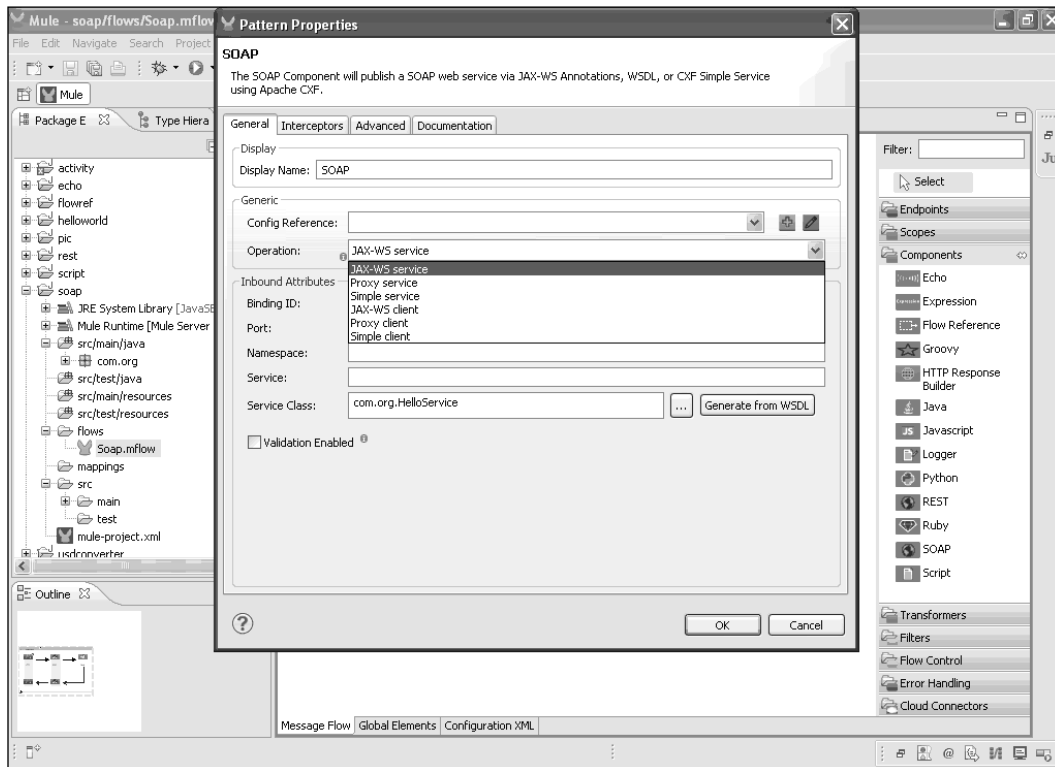 Mule - soap/flows/Soap.mflow
File Edit Navigate Search Project
Mule
Package E
Type Hiera
activity
echo
flowref
helloworld
pic
rest
script
soap
JRE System Library [JavaSE
Mule Runtime [Mule Server
src/main/java
com.org
src/test/java
src/main/resources
src/test/resources
flows
Soap.mflow
mappings
src
main
test
mule-project.xml
usdconverter
Outline
Pattern Properties
SOAP
The SOAP Component will publish a SOAP web service via JAX-WS Annotations, WSDL, or CXF Simple Service
using Apache CXF.
General Interceptors Advanced Documentation
Display
Display Name: SOAP
Generic
Config Reference:
Operation: JAX-WS service
JAX-WS service
Proxy service
Simple service
JAX-WS client
Proxy client
Simple client
Inbound Attributes
Binding ID:
Port:
Namespace:
Service:
Service Class: com.org.HelloService ... Generate from WSDL
Validation Enabled
OK Cancel
Message Flow Global Elements Configuration XML
Filter:
Select
Endpoints
Scopes
Components
Echo
Expression
Flow Reference
Groovy
HTTP Response
Builder
Java
JS Javascript
Logger
Python
REST
Ruby
SOAP
Script
Transformers
Filters
Flow Control
Error Handling
Cloud Connectors
Ju